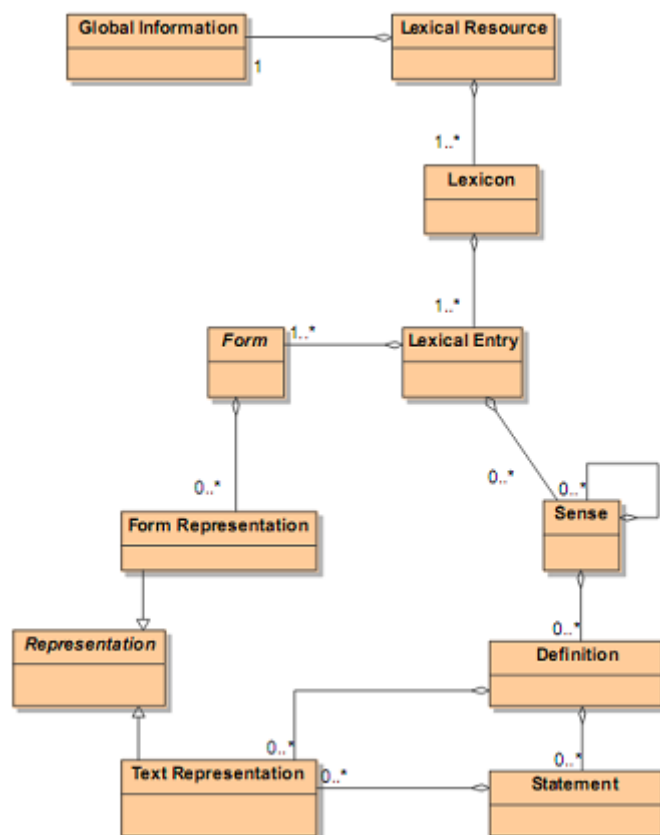 Global Information
Lexical Resource
1
1..*
Lexicon
1..*
Form
1..*
Lexical Entry
0..*
0..*
0..*
Form Representation
Sense
Representation
0..*
Definition
0..*
0..*
0..*
Text Representation
Statement